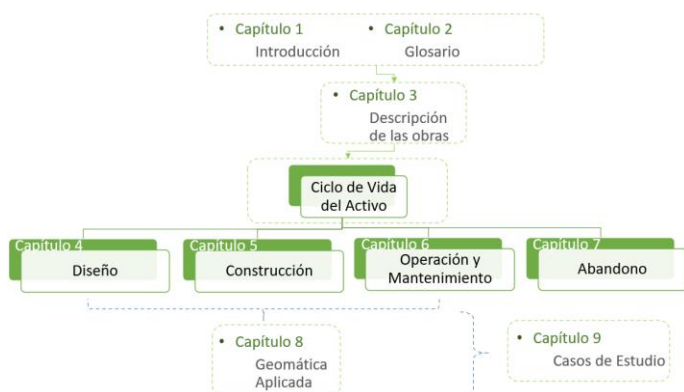 • Capítulo 1
Introducción
• Capítulo 2
Glosario
• Capítulo 3
Descripción
de las obras
Ciclo de Vida
del Activo
Capítulo 4
Diseño
Capítulo 5
Construcción
Capítulo 6
Operación y
Mantenimiento
Capítulo 7
Abandono
• Capítulo 8
Geomática
Aplicada
• Capítulo 9
Casos de Estudio